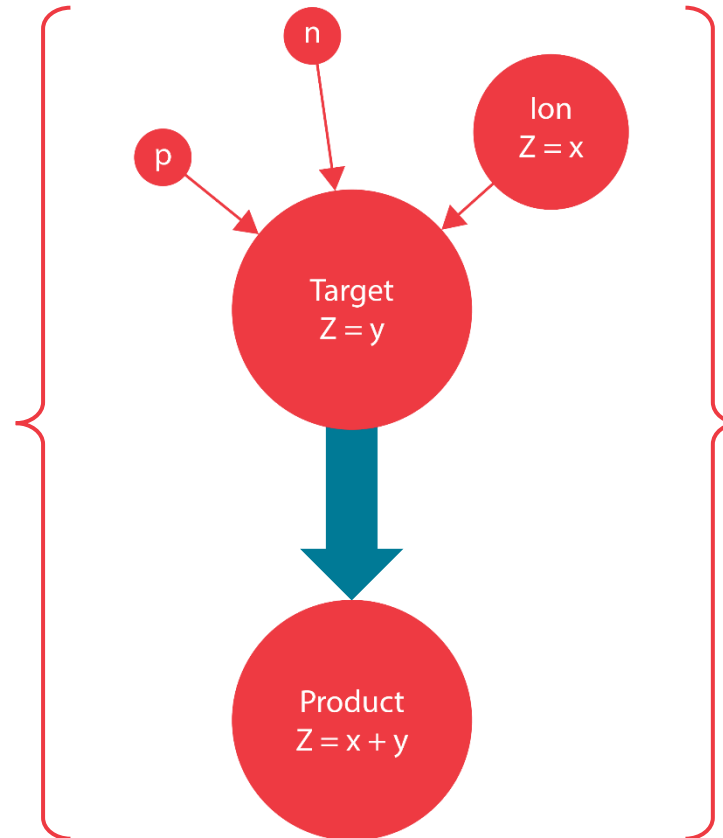 n
p
Ion
Z = x
Target
Z = y
Product
Z = x + y